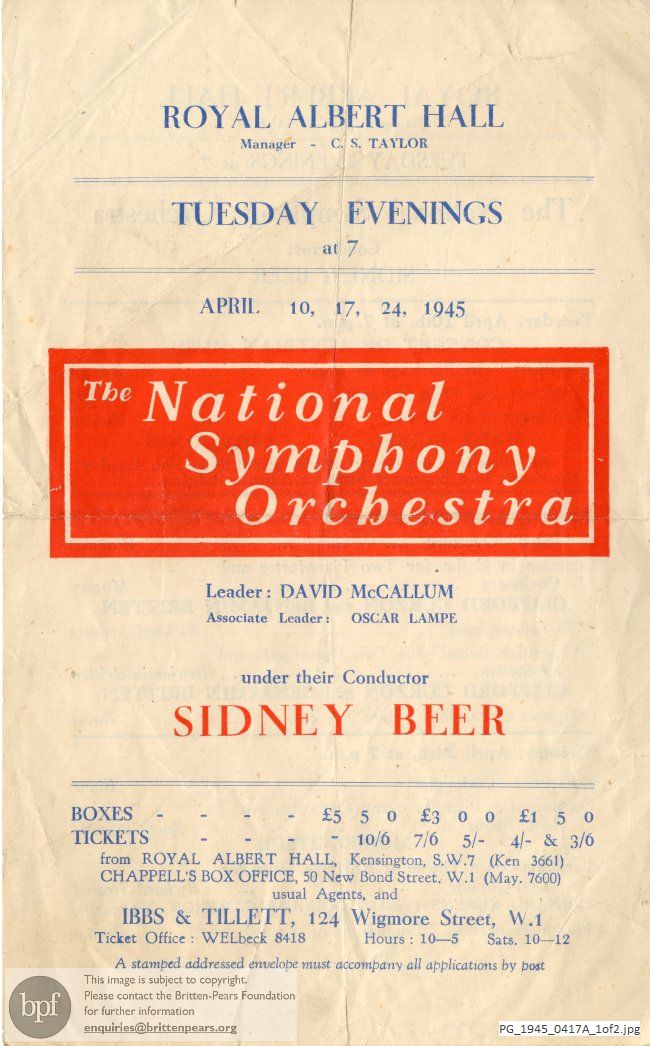 ROYAL ALBERT HALL
Manager - C. S. TAYLOR
TUESDAY EVENINGS
at 7
APRIL 10, 17, 24, 1945
The National
Symphony
Orchestra
Leader: DAVID McCALLUM
Associate Leader: OSCAR LAMPE
under their Conductor
SIDNEY BEER
BOXES - - - - £5 5 0 £3 0 0 £1 5 0
TICKETS - - - - 10/6 7/6 5/- 4/- & 3/6
from ROYAL ALBERT HALL, Kensington, S.W.7 (Ken 3661)
CHAPPELL'S BOX OFFICE, 50 New Bond Street, W.1 (May. 7600)
usual Agents, and
IBBS & TILLETT, 124 Wigmore Street, W.1
Ticket Office: WELbeck 8418 Hours: 10—5 Sats. 10—12
A stamped addressed envelope must accompany all applications by post
bpf
This image is subject to copyright.
Please contact the Britten-Pears Foundation
for further information
enquiries@brittenpears.org
PG_1945_0417A_1of2.jpg